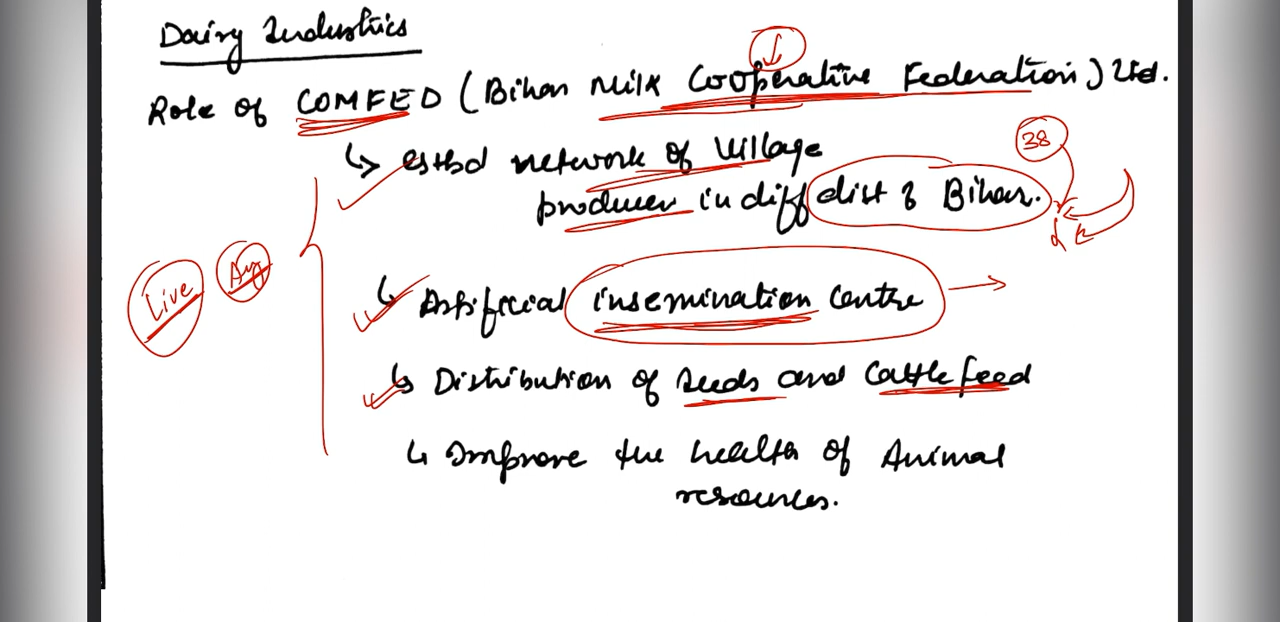 Dairy Industries
Role of COMFED (Bihar Milk Cooperative Federation) Ltd.
↳ estbd network of village
producer in diff dist of Bihar.
38
Live
Avg
↳ Artificial insemination centre →
↳ Distribution of seeds and cattle feed
↳ Improve the health of Animal
resources.